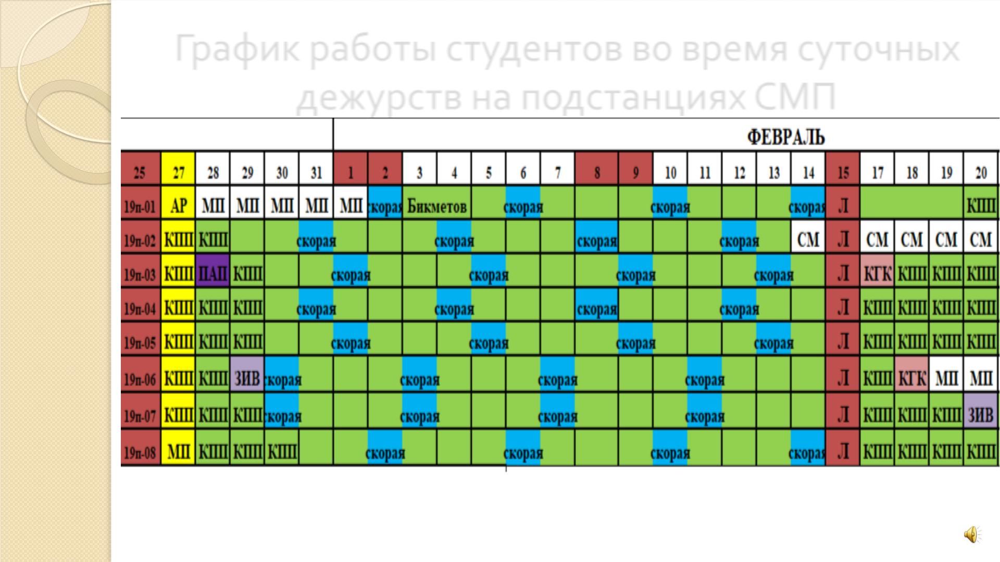 График работы студентов во время суточных
дежурств на подстанциях СМП
ФЕВРАЛЬ
25 27 28 29 30 31 1 2 3 4 5 6 7 8 9 10 11 12 13 14 15 17 18 19 20
19п-01 АР МП МП МП МП МП скорая Бикметов скорая скорая скорая Л КПП
19п-02 КПП КПП скорая скорая скорая скорая СМ Л СМ СМ СМ СМ
19п-03 КПП ПАП КПП скорая скорая скорая скорая Л КГК КПП КПП КПП
19п-04 КПП КПП КПП скорая скорая скорая скорая Л КПП КПП КПП КПП
19п-05 КПП КПП КПП скорая скорая скорая скорая Л КПП КПП КПП КПП
19п-06 КПП КПП ЗИВ скорая скорая скорая скорая Л КПП КГК МП МП
19п-07 КПП КПП КПП скорая скорая скорая скорая Л КПП КПП КПП ЗИВ
19п-08 МП КПП КПП КПП скорая скорая скорая скорая Л КПП КПП КПП КПП